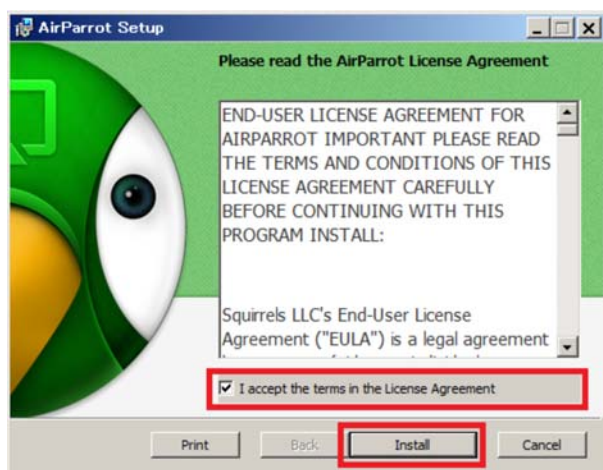 AirParrot Setup
Please read the AirParrot License Agreement
END-USER LICENSE AGREEMENT FOR
AIRPARROT IMPORTANT PLEASE READ
THE TERMS AND CONDITIONS OF THIS
LICENSE AGREEMENT CAREFULLY
BEFORE CONTINUING WITH THIS
PROGRAM INSTALL:
Squirrels LLC's End-User License
Agreement ("EULA") is a legal agreement
I accept the terms in the License Agreement
Print Back Install Cancel